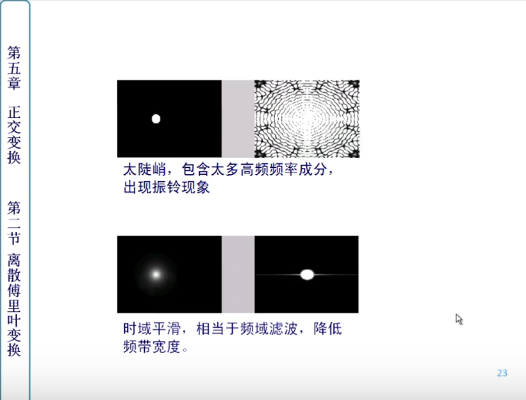 第五章 正交变换 第二节 离散傅里叶变换
太陡峭，包含太多高频频率成分，
出现振铃现象
时域平滑，相当于频域滤波，降低
频带宽度。
23